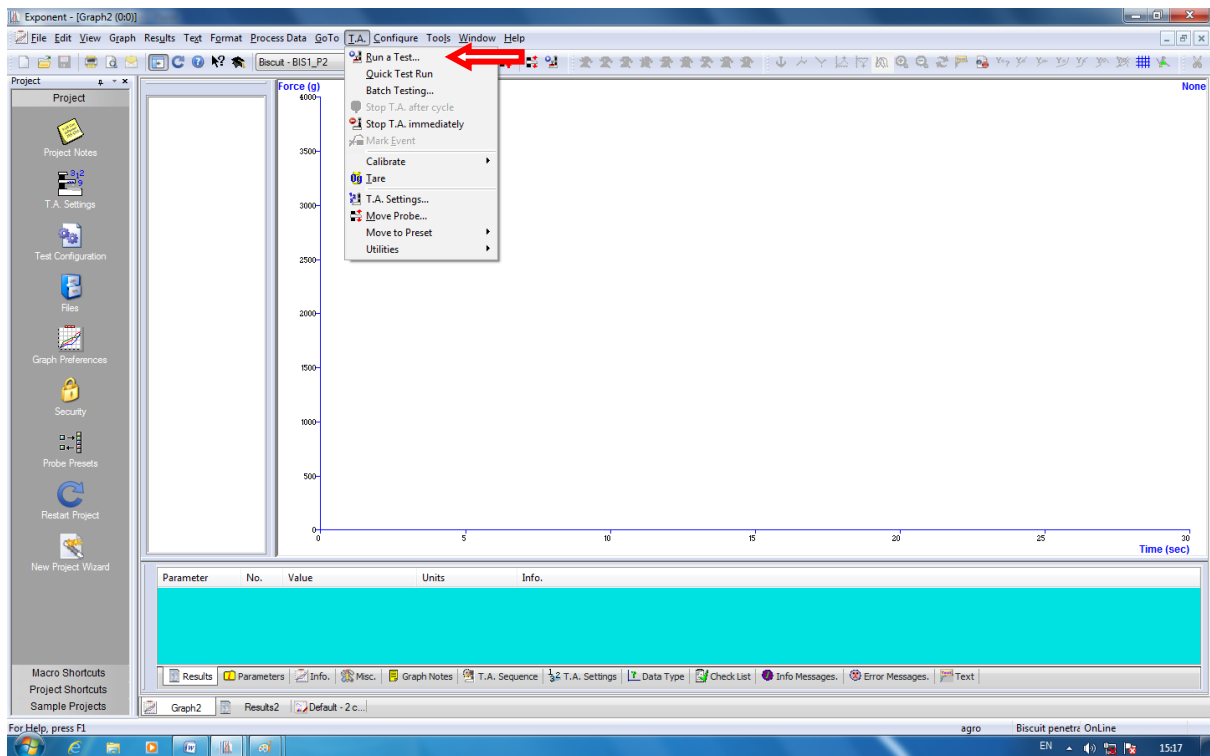 Exponent - [Graph2 (0:0)]
File Edit View Graph Results Text Format Process Data GoTo T.A. Configure Tools Window Help
Biscuit - BIS1_P2
Project
Project
Project Notes
T.A. Settings
Test Configuration
Files
Graph Preferences
Security
Probe Presets
Restart Project
New Project Wizard
Macro Shortcuts
Project Shortcuts
Sample Projects
Run a Test...
Quick Test Run
Batch Testing...
Stop T.A. after cycle
Stop T.A. immediately
Mark Event
Calibrate
Tare
T.A. Settings...
Move Probe...
Move to Preset
Utilities
Force (g)
None
4000
3500
3000
2500
2000
1500
1000
500
0
0 5 10 15 20 25 30
Time (sec)
Parameter No. Value Units Info.
Results Parameters Info. Misc. Graph Notes T.A. Sequence T.A. Settings Data Type Check List Info Messages. Error Messages. Text
Graph2 Results2 Default - 2 c...
For Help, press F1
agro Biscuit penetra OnLine
EN 15:17